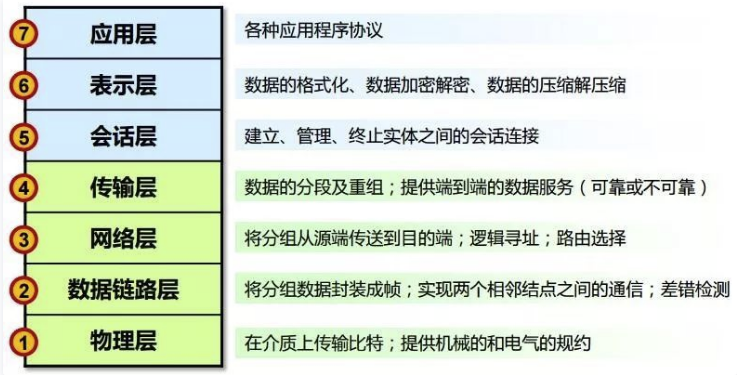 7 应用层 各种应用程序协议
6 表示层 数据的格式化、数据加密解密、数据的压缩解压缩
5 会话层 建立、管理、终止实体之间的会话连接
4 传输层 数据的分段及重组；提供端到端的数据服务（可靠或不可靠）
3 网络层 将分组从源端传送到目的端；逻辑寻址；路由选择
2 数据链路层 将分组数据封装成帧；实现两个相邻结点之间的通信；差错检测
1 物理层 在介质上传输比特；提供机械的和电气的规约